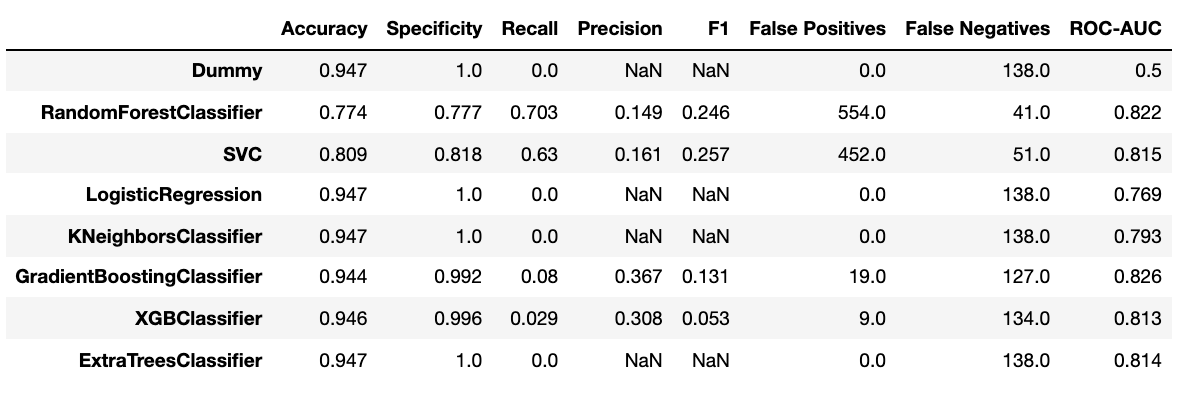 Accuracy Specificity Recall Precision F1 False Positives False Negatives ROC-AUC
Dummy 0.947 1.0 0.0 NaN NaN 0.0 138.0 0.5
RandomForestClassifier 0.774 0.777 0.703 0.149 0.246 554.0 41.0 0.822
SVC 0.809 0.818 0.63 0.161 0.257 452.0 51.0 0.815
LogisticRegression 0.947 1.0 0.0 NaN NaN 0.0 138.0 0.769
KNeighborsClassifier 0.947 1.0 0.0 NaN NaN 0.0 138.0 0.793
GradientBoostingClassifier 0.944 0.992 0.08 0.367 0.131 19.0 127.0 0.826
XGBClassifier 0.946 0.996 0.029 0.308 0.053 9.0 134.0 0.813
ExtraTreesClassifier 0.947 1.0 0.0 NaN NaN 0.0 138.0 0.814